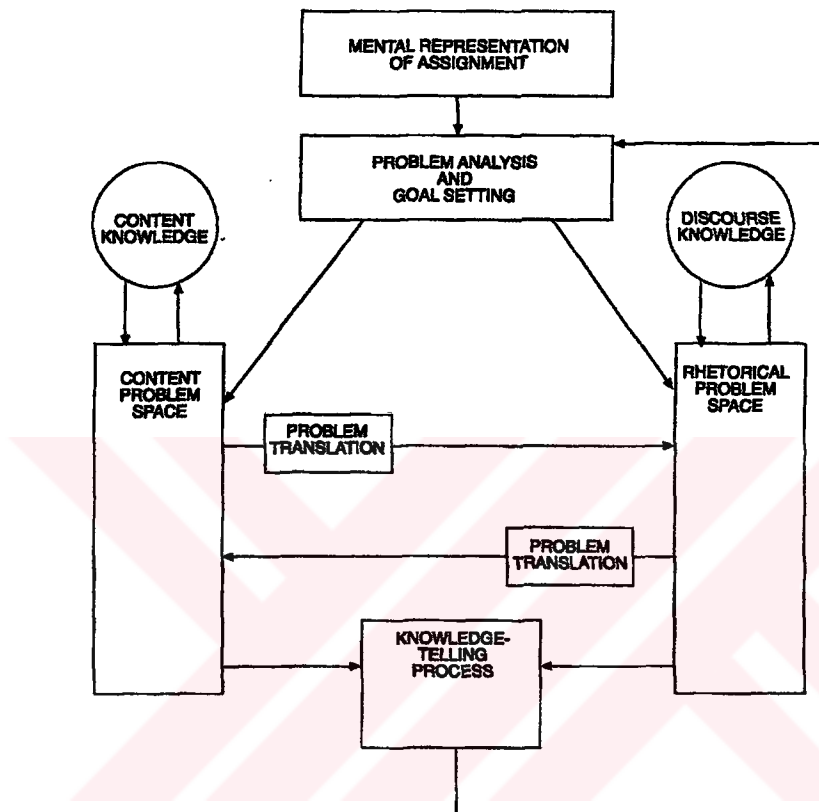 MENTAL REPRESENTATION
OF ASSIGNMENT
PROBLEM ANALYSIS
AND
GOAL SETTING
CONTENT
KNOWLEDGE
DISCOURSE
KNOWLEDGE
CONTENT
PROBLEM
SPACE
RHETORICAL
PROBLEM
SPACE
PROBLEM
TRANSLATION
PROBLEM
TRANSLATION
KNOWLEDGE-
TELLING
PROCESS